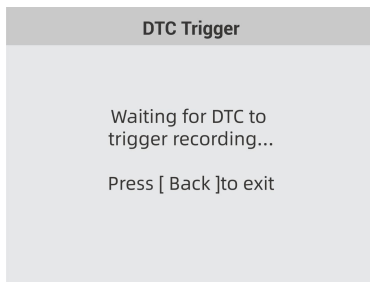 DTC Trigger
Waiting for DTC to
trigger recording...
Press [ Back ]to exit